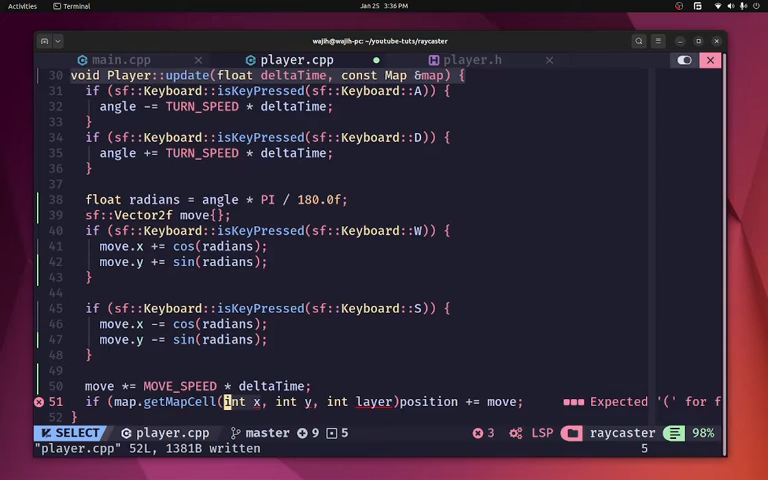 Activities Terminal Jan 25 3:36 PM
wajih@wajih-pc: ~/youtube-tuts/raycaster
main.cpp × player.cpp ● player.h ×
30 void Player::update(float deltaTime, const Map &map) {
31 if (sf::Keyboard::isKeyPressed(sf::Keyboard::A)) {
32 angle -= TURN_SPEED * deltaTime;
33 }
34 if (sf::Keyboard::isKeyPressed(sf::Keyboard::D)) {
35 angle += TURN_SPEED * deltaTime;
36 }
37
38 float radians = angle * PI / 180.0f;
39 sf::Vector2f move{};
40 if (sf::Keyboard::isKeyPressed(sf::Keyboard::W)) {
41 move.x += cos(radians);
42 move.y += sin(radians);
43 }
44
45 if (sf::Keyboard::isKeyPressed(sf::Keyboard::S)) {
46 move.x -= cos(radians);
47 move.y -= sin(radians);
48 }
49
50 move *= MOVE_SPEED * deltaTime;
51 if (map.getMapCell(int x, int y, int layer)position += move; Expected '(' for f
52 }
SELECT player.cpp master 9 5 3 LSP raycaster 98%
"player.cpp" 52L, 1381B written 5